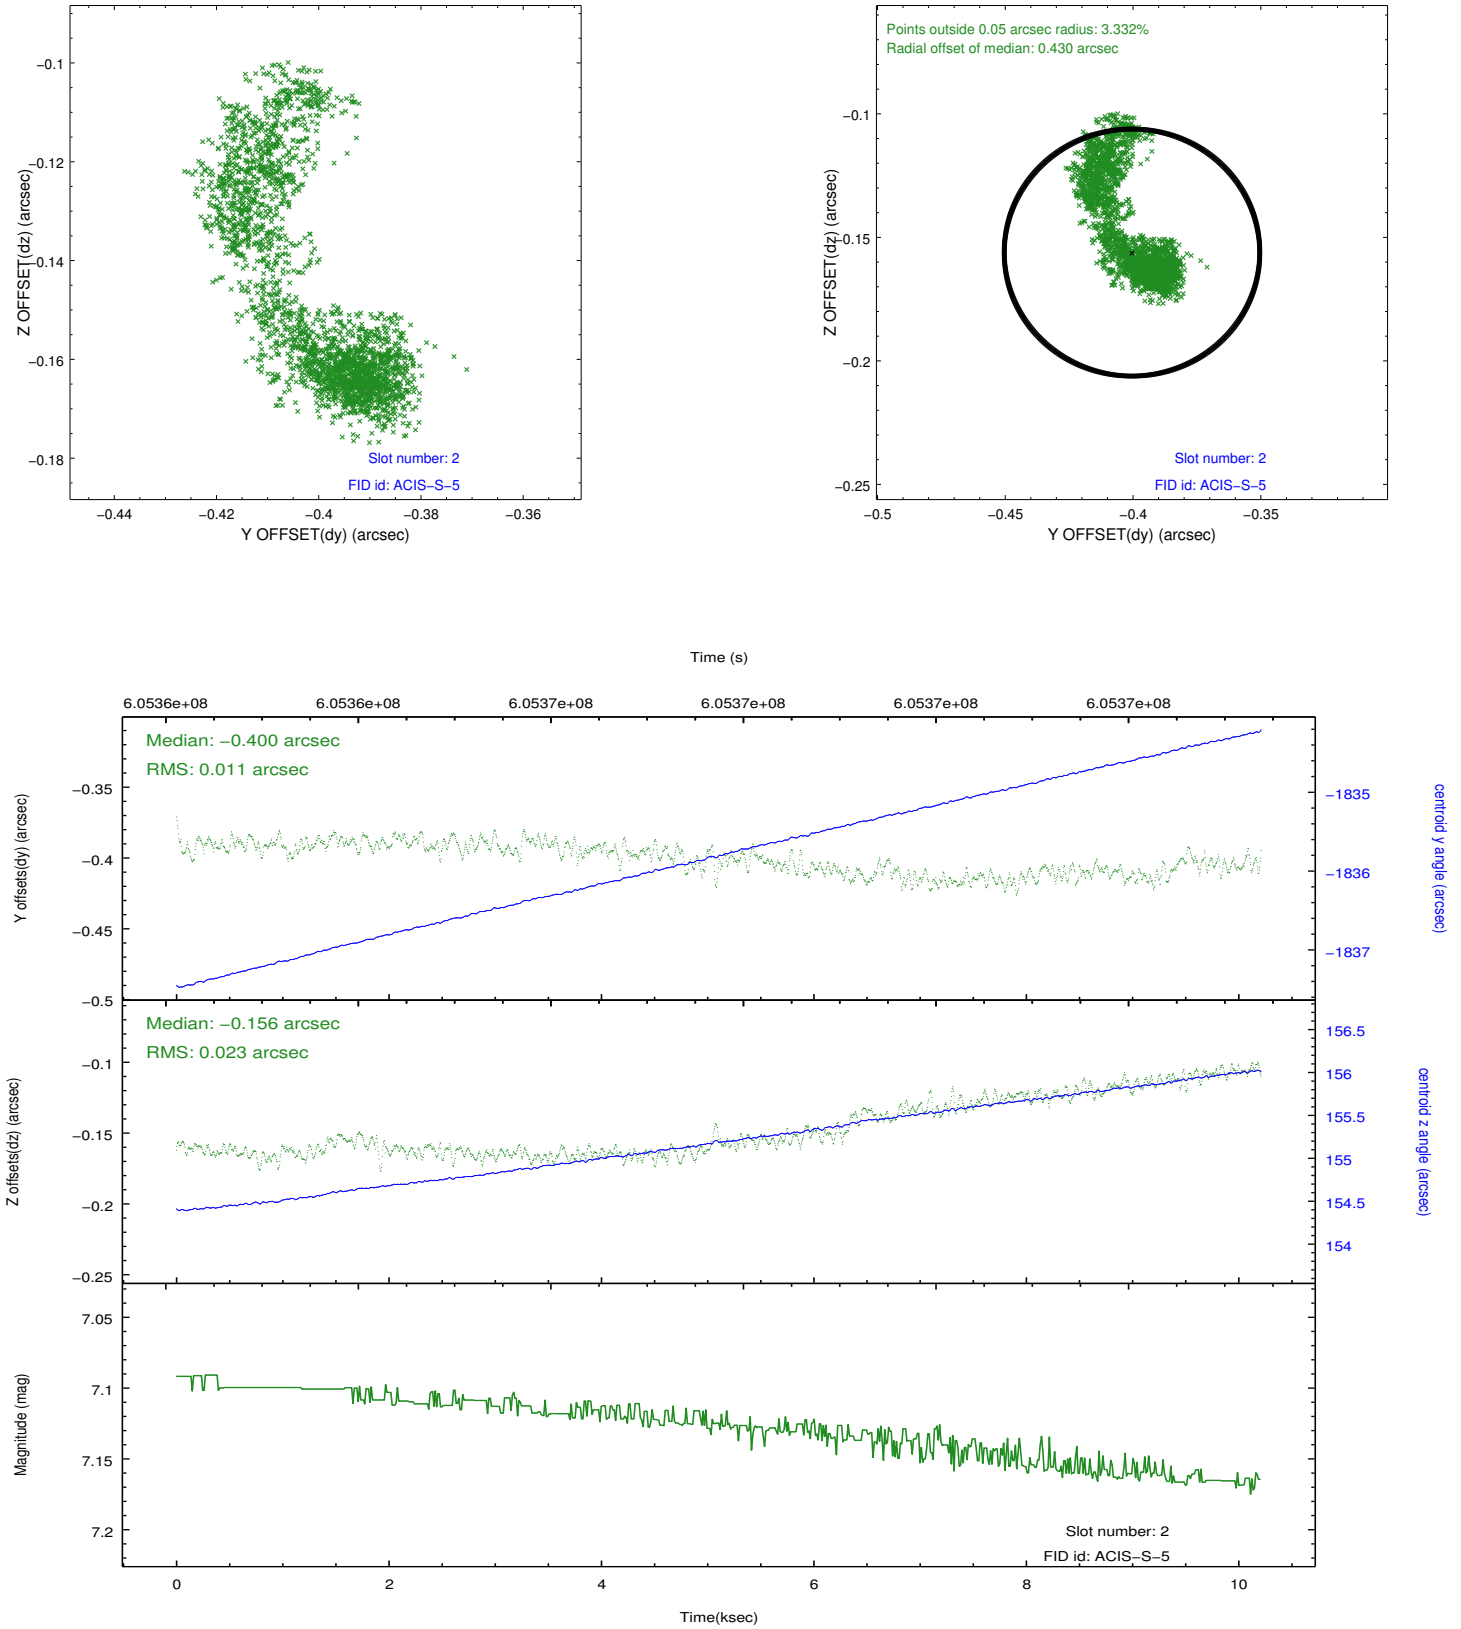 −0.1
−0.12
−0.14
−0.16
−0.18
Z OFFSET(dz) (arcsec)
Slot number: 2
FID id: ACIS−S−5
−0.44
−0.42
−0.4
−0.38
−0.36
Y OFFSET(dy) (arcsec)
Points outside 0.05 arcsec radius: 3.332%
Radial offset of median: 0.430 arcsec
−0.1
−0.15
−0.2
−0.25
Z OFFSET(dz) (arcsec)
Slot number: 2
FID id: ACIS−S−5
−0.5
−0.45
−0.4
−0.35
Y OFFSET(dy) (arcsec)
Time (s)
6.0536e+08
6.0536e+08
6.0537e+08
6.0537e+08
6.0537e+08
6.0537e+08
Median: −0.400 arcsec
RMS: 0.011 arcsec
−0.35
−0.4
−0.45
−0.5
Y offsets(dy) (arcsec)
−1835
−1836
−1837
centroid y angle (arcsec)
Median: −0.156 arcsec
RMS: 0.023 arcsec
−0.1
−0.15
−0.2
−0.25
Z offsets(dz) (arcsec)
156.5
156
155.5
155
154.5
154
centroid z angle (arcsec)
7.05
7.1
7.15
7.2
Magnitude (mag)
Slot number: 2
FID id: ACIS−S−5
0
2
4
6
8
10
Time(ksec)